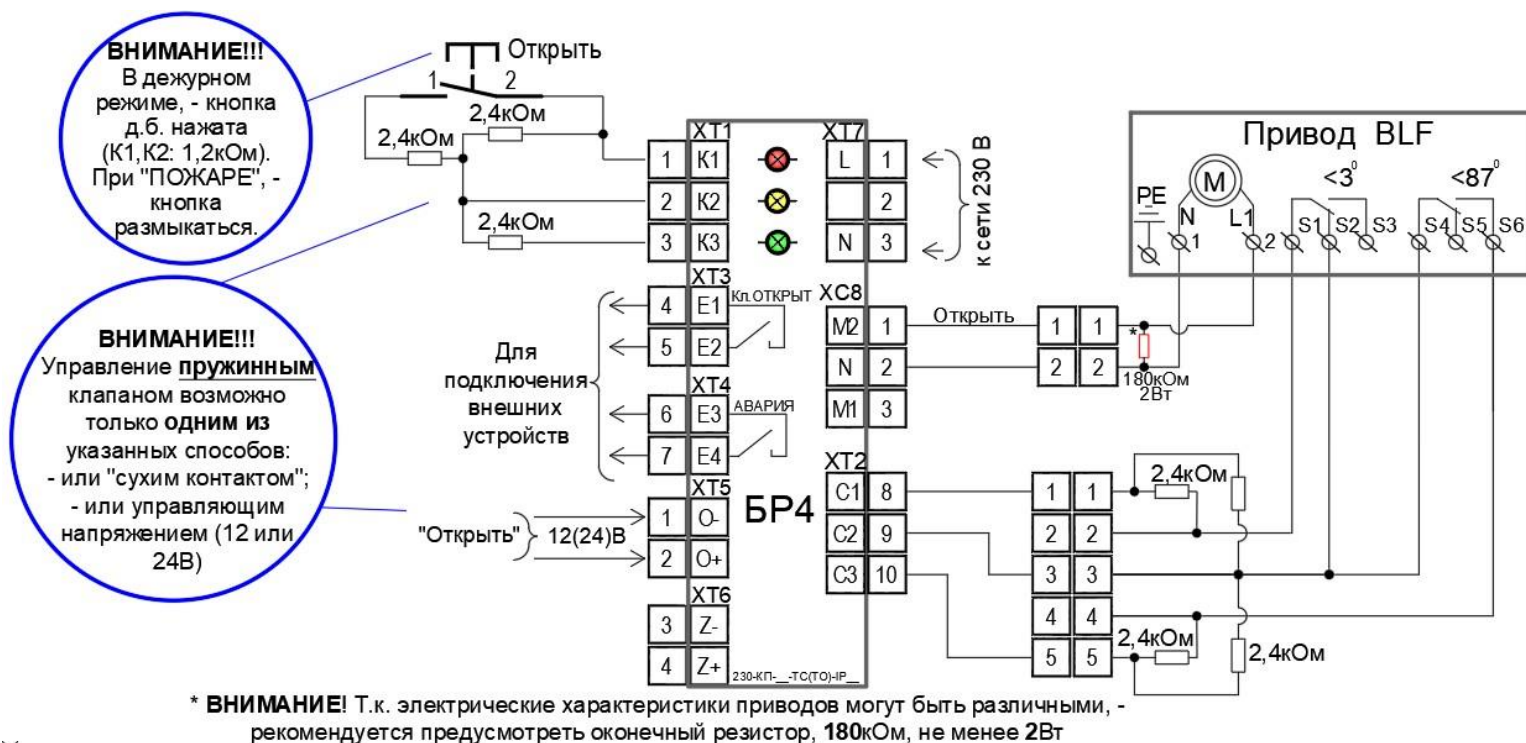 ВНИМАНИЕ!!!
В дежурном
режиме, - кнопка
д.б. нажата
(К1,К2: 1,2кОм).
При "ПОЖАРЕ", -
кнопка
размыкаться.
ВНИМАНИЕ!!!
Управление пружинным
клапаном возможно
только одним из
указанных способов:
- или "сухим контактом";
- или управляющим
напряжением (12 или
24В)
Открыть
1 2
2,4кОм
2,4кОм
2,4кОм
XT1
1 К1
2 К2
3 К3
XT3
4 E1 Кл.ОТКРЫТ
5 E2
XT4
6 E3 АВАРИЯ
7 E4
Для
подключения
внешних
устройств
XT5
1 O-
2 O+
"Открыть" 12(24)В
XT6
3 Z-
4 Z+
БР4
230-КП-__-ТС(ТО)-IP__
XT7
L 1
2
N 3
к сети 230 В
XC8
M2 1
N 2
M1 3
Открыть
1 1
2 2
*
180кОм
2Вт
XT2
C1 8
C2 9
C3 10
1 1
2 2
3 3
4 4
5 5
2,4кОм
2,4кОм
2,4кОм
Привод BLF
PE
N
M
L1
1
2
<3⁰
S1 S2 S3
<87⁰
S4 S5 S6
* ВНИМАНИЕ! Т.к. электрические характеристики приводов могут быть различными, -
рекомендуется предусмотреть оконечный резистор, 180кОм, не менее 2Вт